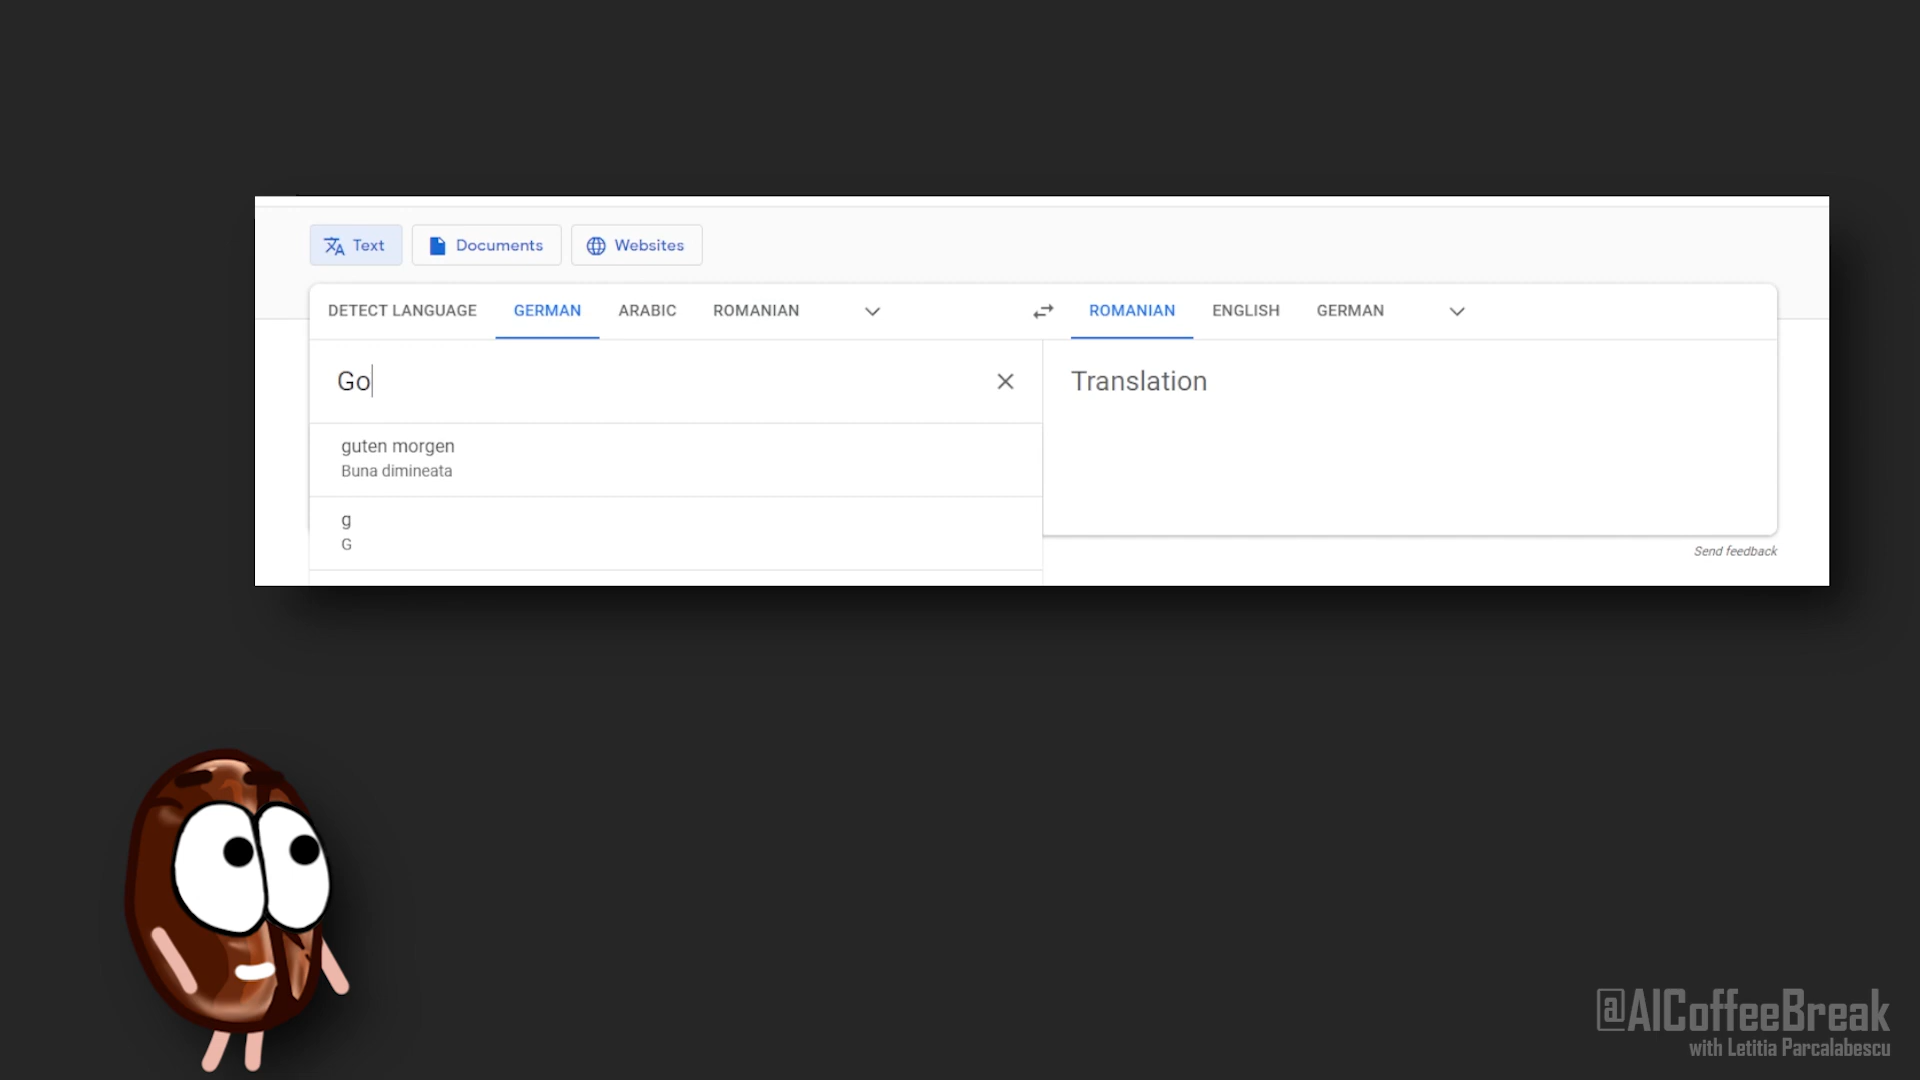 Text
Documents
Websites
DETECT LANGUAGE GERMAN ARABIC ROMANIAN
ROMANIAN ENGLISH GERMAN
Go
Translation
guten morgen
Buna dimineata
g
G
Send feedback
@AICoffeeBreak
with Letitia Parcalabescu